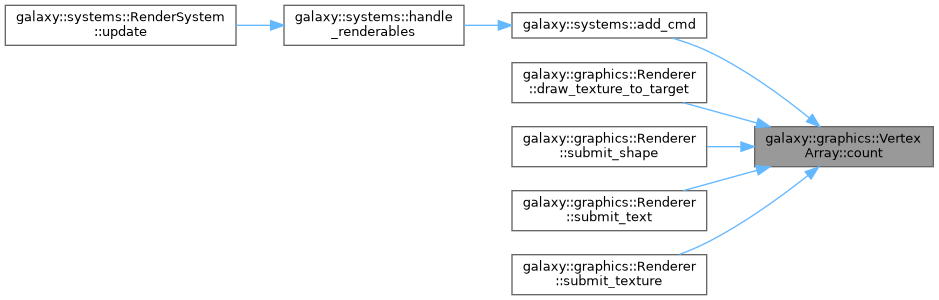 galaxy::systems::RenderSystem
::update
galaxy::systems::handle
_renderables
galaxy::systems::add_cmd
galaxy::graphics::Renderer
::draw_texture_to_target
galaxy::graphics::Renderer
::submit_shape
galaxy::graphics::Renderer
::submit_text
galaxy::graphics::Renderer
::submit_texture
galaxy::graphics::Vertex
Array::count